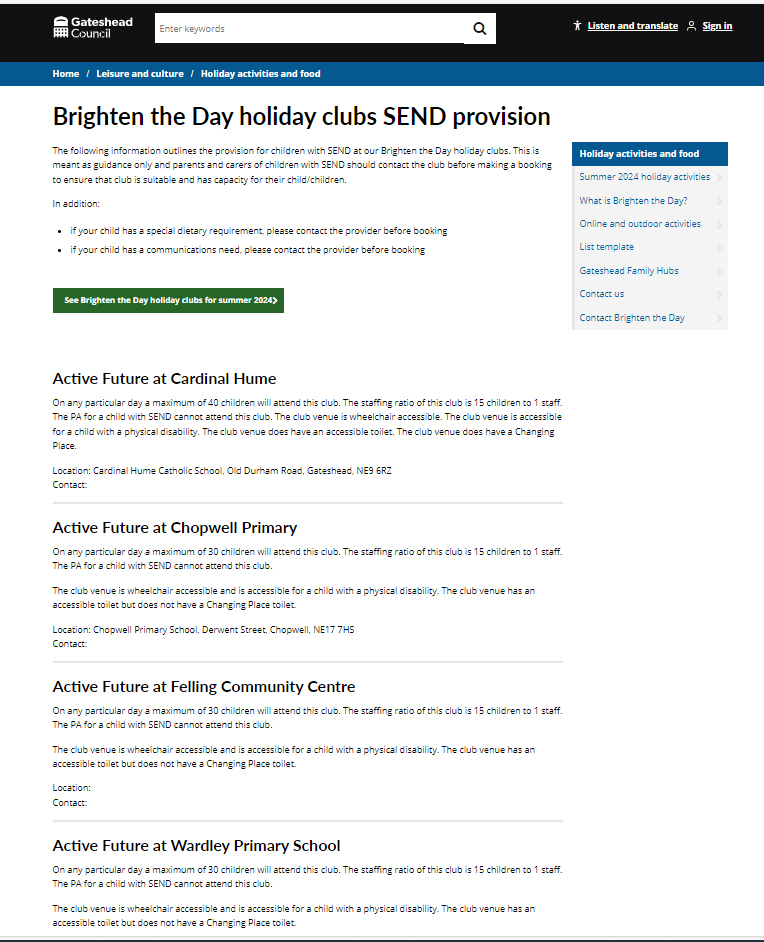 Gateshead
Council
Enter keywords
Listen and translate
Sign in
Home / Leisure and culture / Holiday activities and food
Brighten the Day holiday clubs SEND provision
The following information outlines the provision for children with SEND at our Brighten the Day holiday clubs. This is
meant as guidance only and parents and carers of children with SEND should contact the club before making a booking
to ensure that club is suitable and has capacity for their child/children.
In addition:
• if your child has a special dietary requirement, please contact the provider before booking
• if your child has a communications need, please contact the provider before booking
See Brighten the Day holiday clubs for summer 2024
Holiday activities and food
Summer 2024 holiday activities
What is Brighten the Day?
Online and outdoor activities
List template
Gateshead Family Hubs
Contact us
Contact Brighten the Day
Active Future at Cardinal Hume
On any particular day a maximum of 40 children will attend this club. The staffing ratio of this club is 15 children to 1 staff.
The PA for a child with SEND cannot attend this club. The club venue is wheelchair accessible. The club venue is accessible
for a child with a physical disability. The club venue does have an accessible toilet. The club venue does have a Changing
Place.
Location: Cardinal Hume Catholic School, Old Durham Road, Gateshead, NE9 6RZ
Contact:
Active Future at Chopwell Primary
On any particular day a maximum of 30 children will attend this club. The staffing ratio of this club is 15 children to 1 staff.
The PA for a child with SEND cannot attend this club.
The club venue is wheelchair accessible and is accessible for a child with a physical disability. The club venue has an
accessible toilet but does not have a Changing Place toilet.
Location: Chopwell Primary School, Derwent Street, Chopwell, NE17 7HS
Contact:
Active Future at Felling Community Centre
On any particular day a maximum of 30 children will attend this club. The staffing ratio of this club is 15 children to 1 staff.
The PA for a child with SEND cannot attend this club.
The club venue is wheelchair accessible and is accessible for a child with a physical disability. The club venue has an
accessible toilet but does not have a Changing Place toilet.
Location:
Contact:
Active Future at Wardley Primary School
On any particular day a maximum of 30 children will attend this club. The staffing ratio of this club is 15 children to 1 staff.
The PA for a child with SEND cannot attend this club.
The club venue is wheelchair accessible and is accessible for a child with a physical disability. The club venue has an
accessible toilet but does not have a Changing Place toilet.